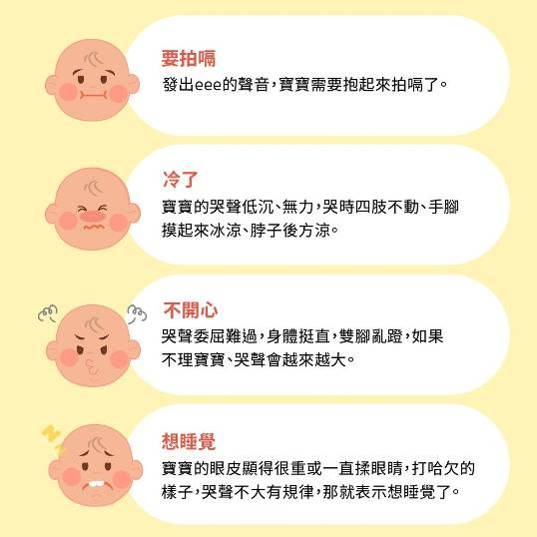 要拍嗝
發出eee的聲音，寶寶需要抱起來拍嗝了。
冷了
寶寶的哭聲低沉、無力，哭時四肢不動、手腳
摸起來冰涼、脖子後方涼。
不開心
哭聲委屈難過，身體挺直，雙腳亂蹬，如果
不理寶寶、哭聲會越來越大。
想睡覺
寶寶的眼皮顯得很重或一直揉眼睛，打哈欠的
樣子，哭聲不大有規律，那就表示想睡覺了。